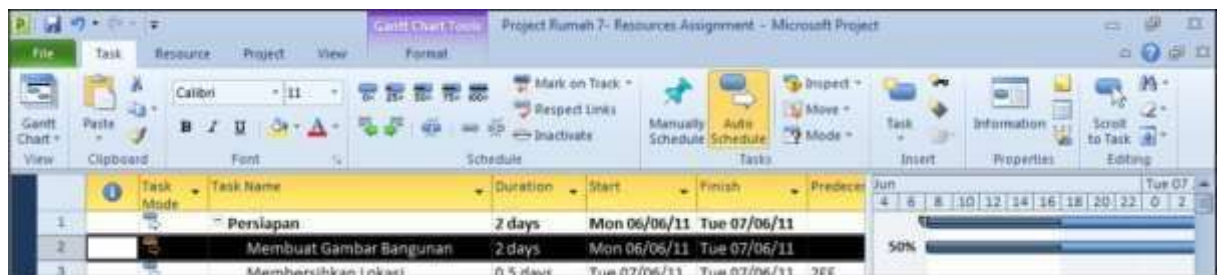 P
Gantt Chart Tools
Project Rumah 7- Resources Assignment - Microsoft Project
File Task Resource Project View Format
Calibri 11
Mark on Track
Inspect
Respect Links
Move
Gantt Chart
Paste
B I U
Inactivate
Manually Schedule
Auto Schedule
Mode
Task
Information
Scroll to Task
View Clipboard Font Schedule Tasks Insert Properties Editing
Task Mode Task Name Duration Start Finish Predeces
Jun Tue 07
4 6 8 10 12 14 16 18 20 22 0 2
1 Persiapan 2 days Mon 06/06/11 Tue 07/06/11
2 Membuat Gambar Bangunan 2 days Mon 06/06/11 Tue 07/06/11 50%
3 Membersihkan Lokasi 0.5 days Tue 07/06/11 Tue 07/06/11 2FF